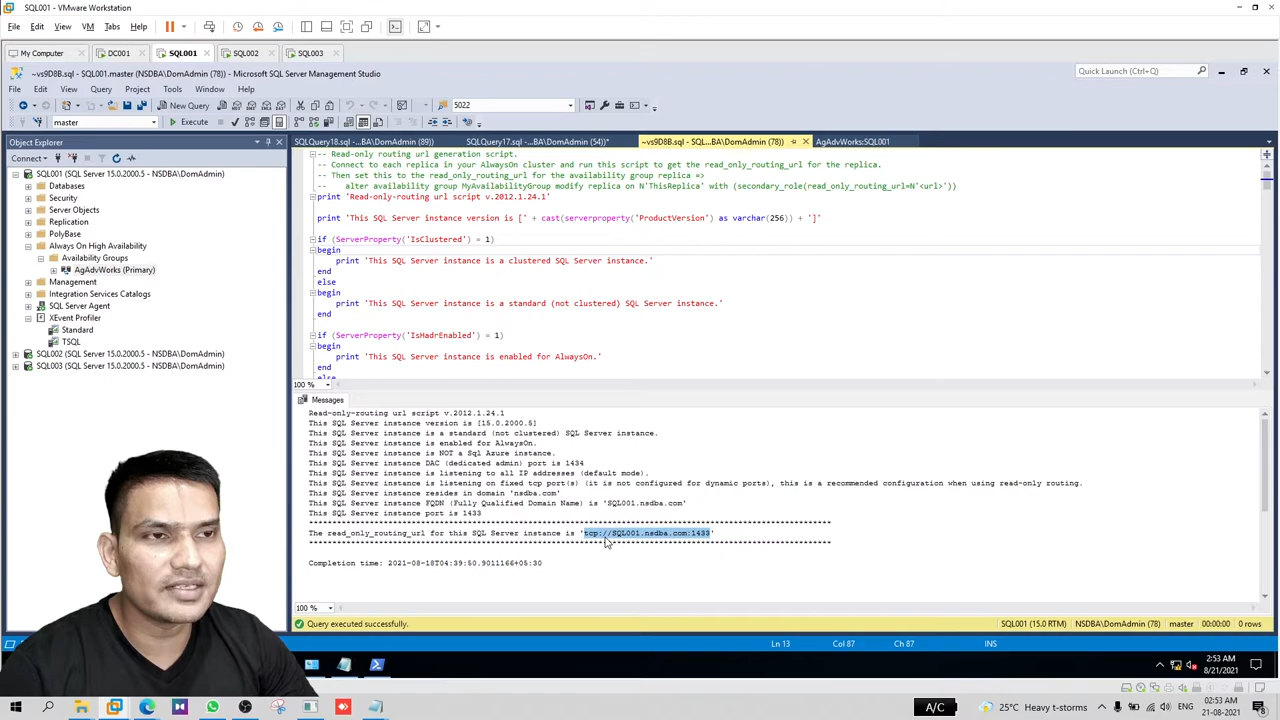 SQL001 - VMware Workstation
File Edit View VM Tabs Help
My Computer DC001 SQL001 SQL002 SQL003
~vs9D8B.sql - SQL001.master (NSDBA\DomAdmin (78)) - Microsoft SQL Server Management Studio
Quick Launch (Ctrl+Q)
File Edit View Query Project Tools Window Help
New Query 5022
master Execute
Object Explorer
SQLQuery18.sql -...BA\DomAdmin (89)) SQLQuery17.sql -...BA\DomAdmin (54))* ~vs9D8B.sql - SQL...BA\DomAdmin (78)) AgAdvWorks:SQL001
Connect
SQL001 (SQL Server 15.0.2000.5 - NSDBA\DomAdmin)
Databases
Security
Server Objects
Replication
PolyBase
Always On High Availability
Availability Groups
AgAdvWorks (Primary)
Management
Integration Services Catalogs
SQL Server Agent
XEvent Profiler
Standard
TSQL
SQL002 (SQL Server 15.0.2000.5 - NSDBA\DomAdmin)
SQL003 (SQL Server 15.0.2000.5 - NSDBA\DomAdmin)
-- Read-only routing url generation script.
-- Connect to each replica in your AlwaysOn cluster and run this script to get the read_only_routing_url for the replica.
-- Then set this to the read_only_routing_url for the availability group replica =>
-- alter availability group MyAvailabilityGroup modify replica on N'ThisReplica' with (secondary_role(read_only_routing_url=N'<url>'))
print 'Read-only-routing url script v.2012.1.24.1'
print 'This SQL Server instance version is [' + cast(serverproperty('ProductVersion') as varchar(256)) + ']'
if (ServerProperty('IsClustered') = 1)
begin
print 'This SQL Server instance is a clustered SQL Server instance.'
end
else
begin
print 'This SQL Server instance is a standard (not clustered) SQL Server instance.'
end
if (ServerProperty('IsHadrEnabled') = 1)
begin
print 'This SQL Server instance is enabled for AlwaysOn.'
end
else
100 %
Messages
Read-only-routing url script v.2012.1.24.1
This SQL Server instance version is [15.0.2000.5]
This SQL Server instance is a standard (not clustered) SQL Server instance.
This SQL Server instance is enabled for AlwaysOn.
This SQL Server instance is NOT a Sql Azure instance.
This SQL Server instance DAC (dedicated admin) port is 1434
This SQL Server instance is listening to all IP addresses (default mode).
This SQL Server instance is listening on fixed tcp port(s) (it is not configured for dynamic ports), this is a recommended configuration when using read-only routing.
This SQL Server instance resides in domain 'nsdba.com'
This SQL Server instance FQDN (Fully Qualified Domain Name) is 'SQL001.nsdba.com'
This SQL Server instance port is 1433
The read_only_routing_url for this SQL Server instance is 'tcp://SQL001.nsdba.com:1433'
Completion time: 2021-08-18T04:39:50.9011166+05:30
100 %
Query executed successfully. SQL001 (15.0 RTM) NSDBA\DomAdmin (78) master 00:00:00 0 rows
Ln 13 Col 87 Ch 87 INS
2:53 AM
8/21/2021
A/C 25°C Heavy t-storms ENG 02:53 AM
21-08-2021